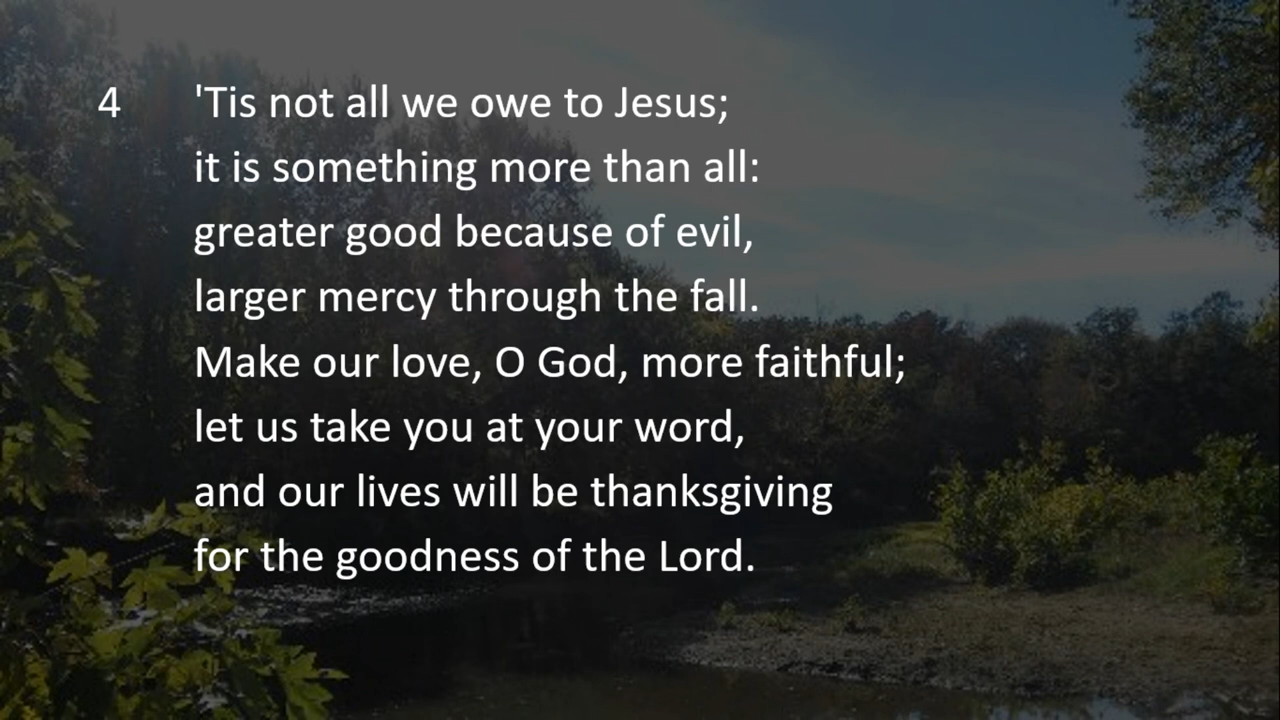 4 'Tis not all we owe to Jesus;
it is something more than all:
greater good because of evil,
larger mercy through the fall.
Make our love, O God, more faithful;
let us take you at your word,
and our lives will be thanksgiving
for the goodness of the Lord.